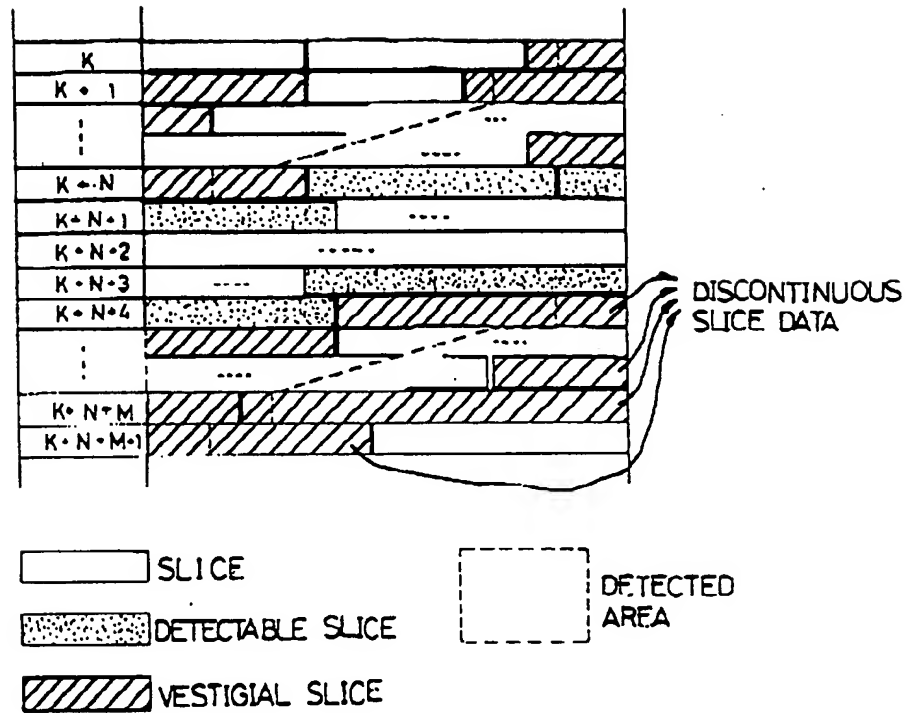 K
K + 1
K + N
K + N + 1
K + N + 2
K + N + 3
K + N + 4
K + N + M
K + N + M + 1
DISCONTINUOUS
SLICE DATA
SLICE
DETECTABLE SLICE
VESTIGIAL SLICE
DETECTED
AREA